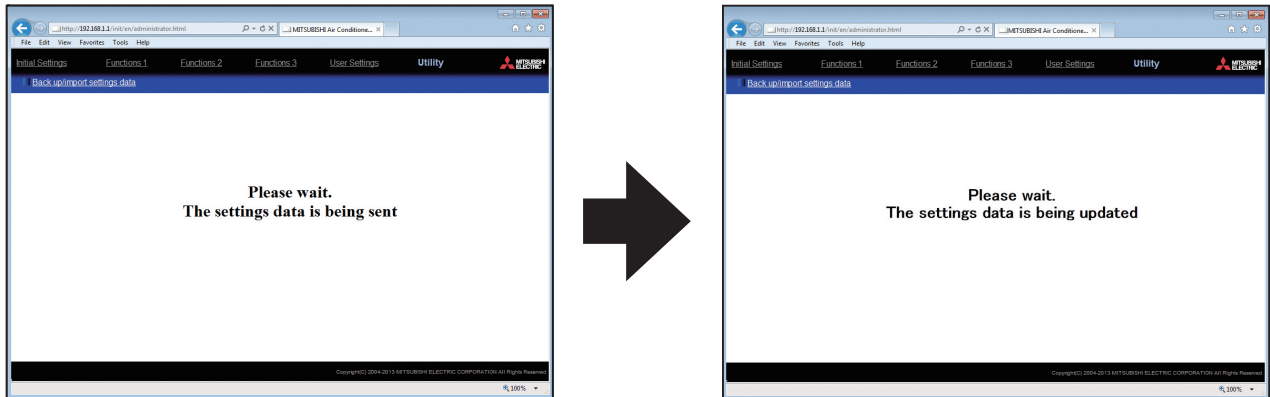 http://192.168.1.1/init/en/administrator.html
MITSUBISHI Air Conditione...
File Edit View Favorites Tools Help
Initial Settings Functions 1 Functions 2 Functions 3 User Settings Utility MITSUBISHI ELECTRIC
Back up/import settings data
Please wait.
The settings data is being sent
Copyright(C) 2004-2013 MITSUBISHI ELECTRIC CORPORATION All Rights Reserved
100%
http://192.168.1.1/init/en/administrator.html
MITSUBISHI Air Conditione...
File Edit View Favorites Tools Help
Initial Settings Functions 1 Functions 2 Functions 3 User Settings Utility MITSUBISHI ELECTRIC
Back up/import settings data
Please wait.
The settings data is being updated
Copyright(C) 2004-2013 MITSUBISHI ELECTRIC CORPORATION All Rights Reserved
100%